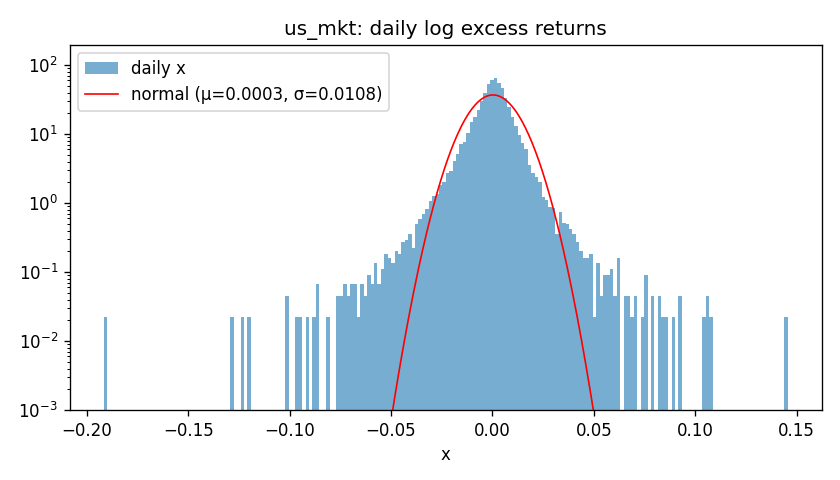 us_mkt: daily log excess returns
daily x
normal (μ=0.0003, σ=0.0108)
10²
10¹
10⁰
10⁻¹
10⁻²
10⁻³
−0.20 −0.15 −0.10 −0.05 0.00 0.05 0.10 0.15
x